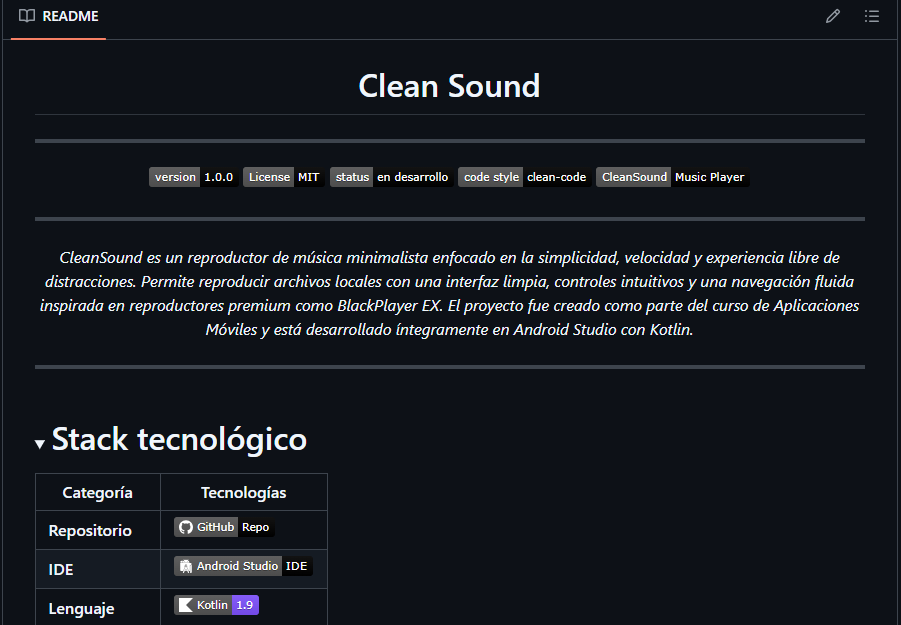 README
Clean Sound
version 1.0.0 License MIT status en desarrollo code style clean-code CleanSound Music Player
CleanSound es un reproductor de música minimalista enfocado en la simplicidad, velocidad y experiencia libre de
distracciones. Permite reproducir archivos locales con una interfaz limpia, controles intuitivos y una navegación fluida
inspirada en reproductores premium como BlackPlayer EX. El proyecto fue creado como parte del curso de Aplicaciones
Móviles y está desarrollado íntegramente en Android Studio con Kotlin.
Stack tecnológico
Categoría Tecnologías
Repositorio GitHub Repo
IDE Android Studio IDE
Lenguaje Kotlin 1.9